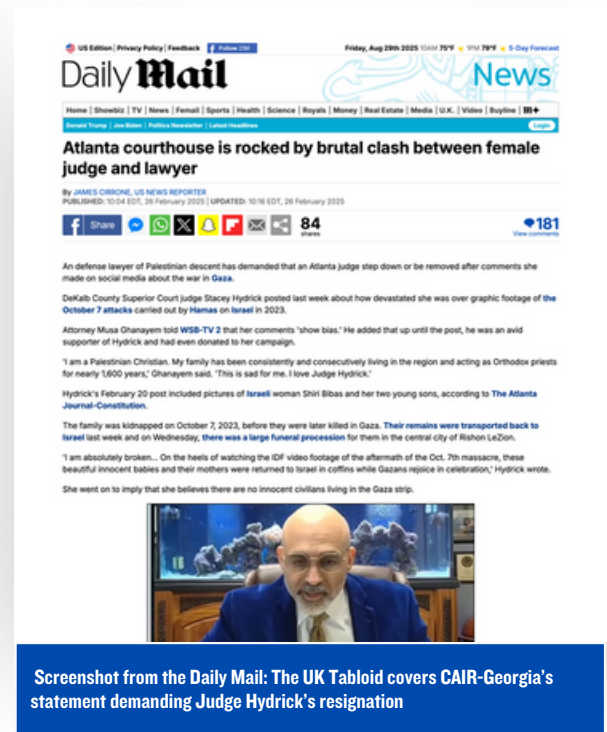 US Edition | Privacy Policy | Feedback Follow 23M Friday, Aug 29th 2025 10AM 75°F 1PM 79°F 5-Day Forecast
Daily Mail News
Home | Showbiz | TV | News | Femail | Sports | Health | Science | Royals | Money | Real Estate | Media | U.K. | Video | Buyline | M+
Donald Trump | Joe Biden | Politics Newsletter | Latest Headlines Login
Atlanta courthouse is rocked by brutal clash between female
judge and lawyer
By JAMES CIRRONE, US NEWS REPORTER
PUBLISHED: 10:04 EDT, 26 February 2025 | UPDATED: 10:16 EDT, 26 February 2025
f Share 84 shares 181 View comments
An defense lawyer of Palestinian descent has demanded that an Atlanta judge step down or be removed after comments she
made on social media about the war in Gaza.
DeKalb County Superior Court judge Stacey Hydrick posted last week about how devastated she was over graphic footage of the
October 7 attacks carried out by Hamas on Israel in 2023.
Attorney Musa Ghanayem told WSB-TV 2 that her comments 'show bias.' He added that up until the post, he was an avid
supporter of Hydrick and had even donated to her campaign.
'I am a Palestinian Christian. My family has been consistently and consecutively living in the region and acting as Orthodox priests
for nearly 1,600 years,' Ghanayem said. 'This is sad for me. I love Judge Hydrick.'
Hydrick's February 20 post included pictures of Israeli woman Shiri Bibas and her two young sons, according to The Atlanta
Journal-Constitution.
The family was kidnapped on October 7, 2023, before they were later killed in Gaza. Their remains were transported back to
Israel last week and on Wednesday, there was a large funeral procession for them in the central city of Rishon LeZion.
'I am absolutely broken... On the heels of watching the IDF video footage of the aftermath of the Oct. 7th massacre, these
beautiful innocent babies and their mothers were returned to Israel in coffins while Gazans rejoice in celebration,' Hydrick wrote.
She went on to imply that she believes there are no innocent civilians living in the Gaza strip.
Screenshot from the Daily Mail: The UK Tabloid covers CAIR-Georgia's
statement demanding Judge Hydrick's resignation